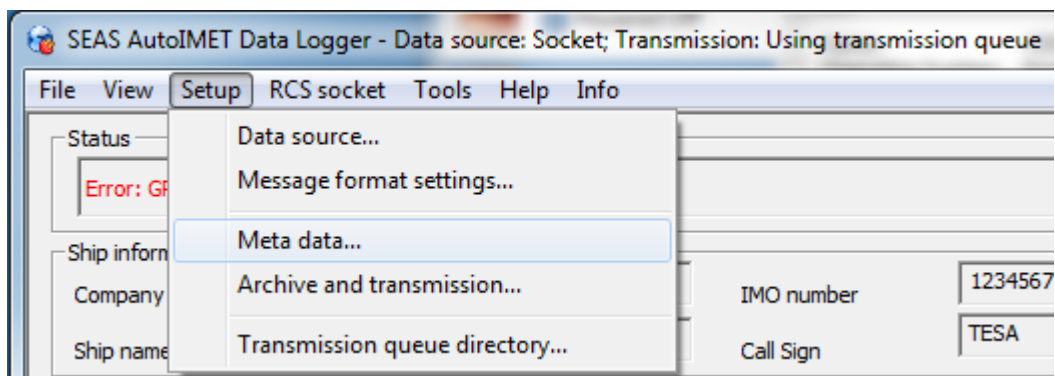 SEAS AutoIMET Data Logger - Data source: Socket; Transmission: Using transmission queue
File View Setup RCS socket Tools Help Info
Status
Data source...
Error:
Message format settings...
Ship
Meta data...
Company
Archive and transmission...
IMO number
1234567
Ship name
Transmission queue directory...
Call Sign
TESA